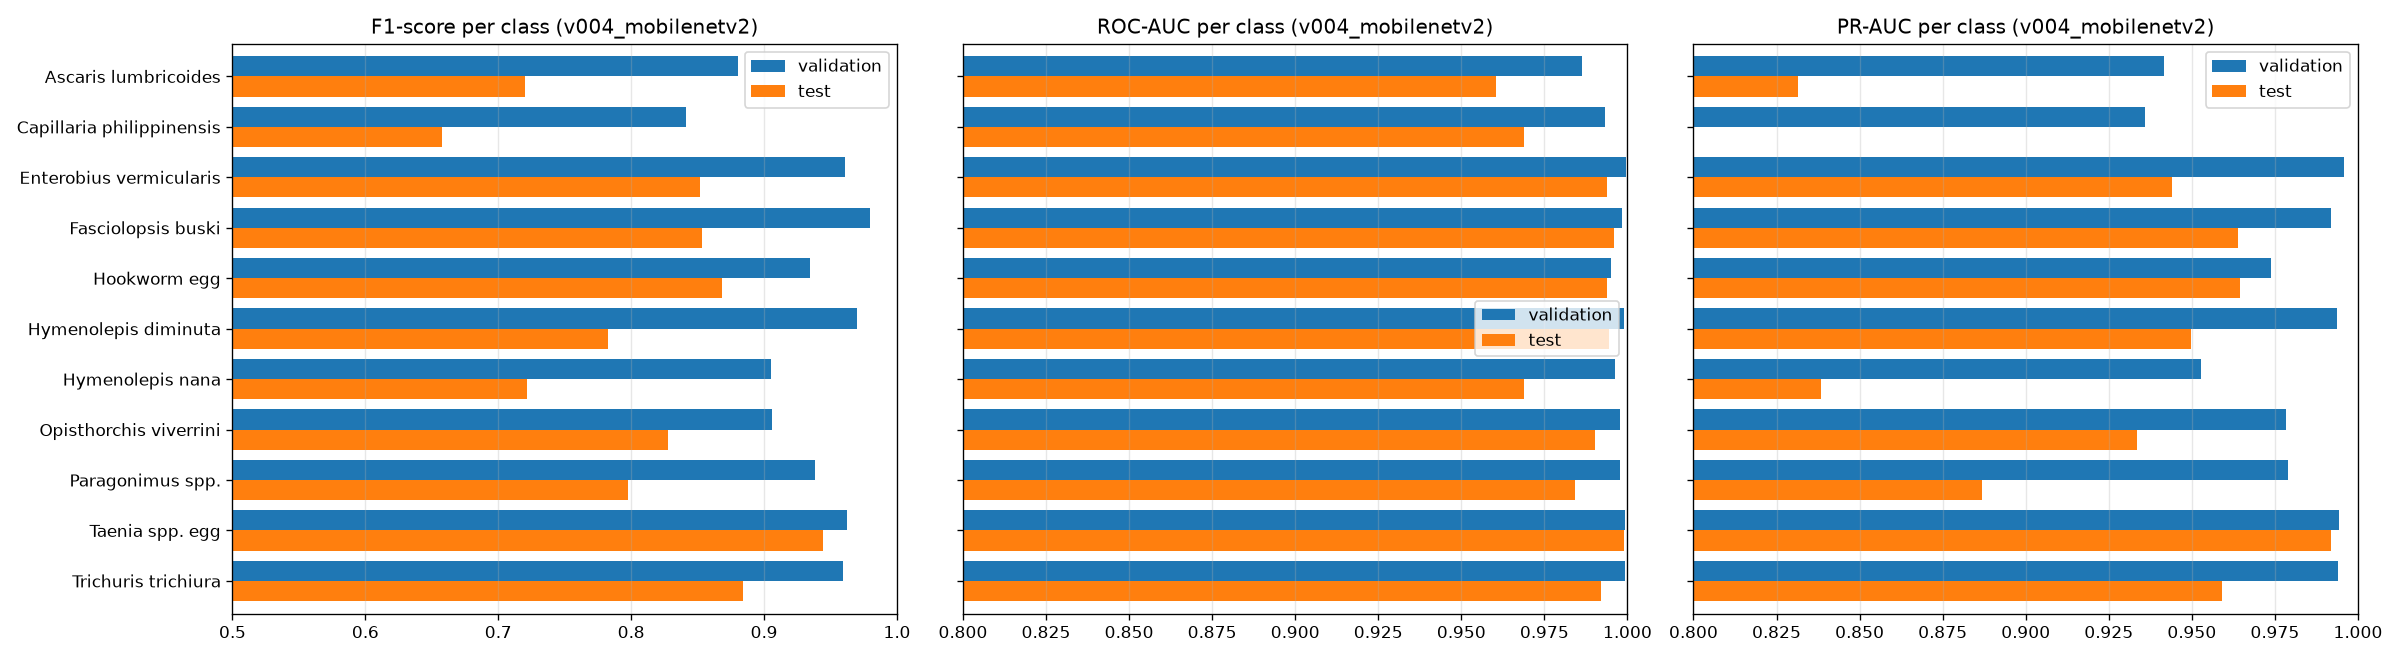 F1-score per class (v004_mobilenetv2)
validation
test
Ascaris lumbricoides
Capillaria philippinensis
Enterobius vermicularis
Fasciolopsis buski
Hookworm egg
Hymenolepis diminuta
Hymenolepis nana
Opisthorchis viverrini
Paragonimus spp.
Taenia spp. egg
Trichuris trichiura
0.5 0.6 0.7 0.8 0.9 1.0
ROC-AUC per class (v004_mobilenetv2)
validation
test
0.800 0.825 0.850 0.875 0.900 0.925 0.950 0.975 1.000
PR-AUC per class (v004_mobilenetv2)
validation
test
0.800 0.825 0.850 0.875 0.900 0.925 0.950 0.975 1.000